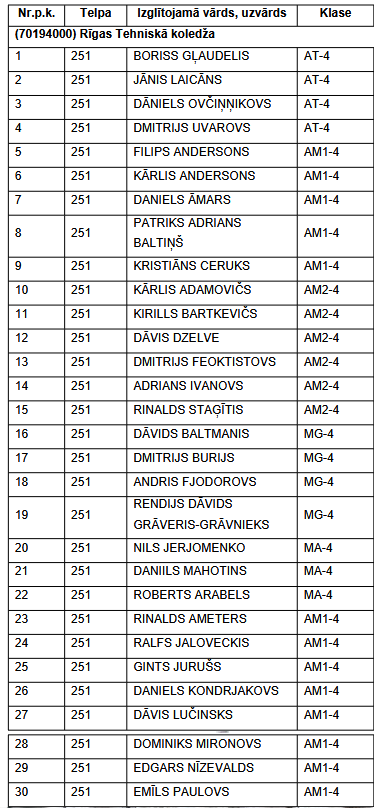 Nr.p.k. Telpa Izglītojamā vārds, uzvārds Klase
(70194000) Rīgas Tehniskā koledža
1 251 BORISS GĻAUDELIS AT-4
2 251 JĀNIS LAICĀNS AT-4
3 251 DĀNIELS OVČIŅŅIKOVS AT-4
4 251 DMITRIJS UVAROVS AT-4
5 251 FILIPS ANDERSONS AM1-4
6 251 KĀRLIS ANDERSONS AM1-4
7 251 DANIELS ĀMARS AM1-4
8 251 PATRIKS ADRIANS
BALTIŅŠ AM1-4
9 251 KRISTIĀNS CERUKS AM1-4
10 251 KĀRLIS ADAMOVIČS AM2-4
11 251 KIRILLS BARTKEVIČS AM2-4
12 251 DĀVIS DZELVE AM2-4
13 251 DMITRIJS FEOKTISTOVS AM2-4
14 251 ADRIANS IVANOVS AM2-4
15 251 RINALDS STAĢĪTIS AM2-4
16 251 DĀVIDS BALTMANIS MG-4
17 251 DMITRIJS BURIJS MG-4
18 251 ANDRIS FJODOROVS MG-4
19 251 RENDIJS DĀVIDS
GRĀVERIS-GRĀVNIEKS MG-4
20 251 NILS JERJOMENKO MA-4
21 251 DANIILS MAHOTINS MA-4
22 251 ROBERTS ARABELS MA-4
23 251 RINALDS AMETERS AM1-4
24 251 RALFS JALOVECKIS AM1-4
25 251 GINTS JURUŠS AM1-4
26 251 DANIELS KONDRJAKOVS AM1-4
27 251 DĀVIS LUČINSKS AM1-4
28 251 DOMINIKS MIRONOVS AM1-4
29 251 EDGARS NĪZEVALDS AM1-4
30 251 EMĪLS PAULOVS AM1-4